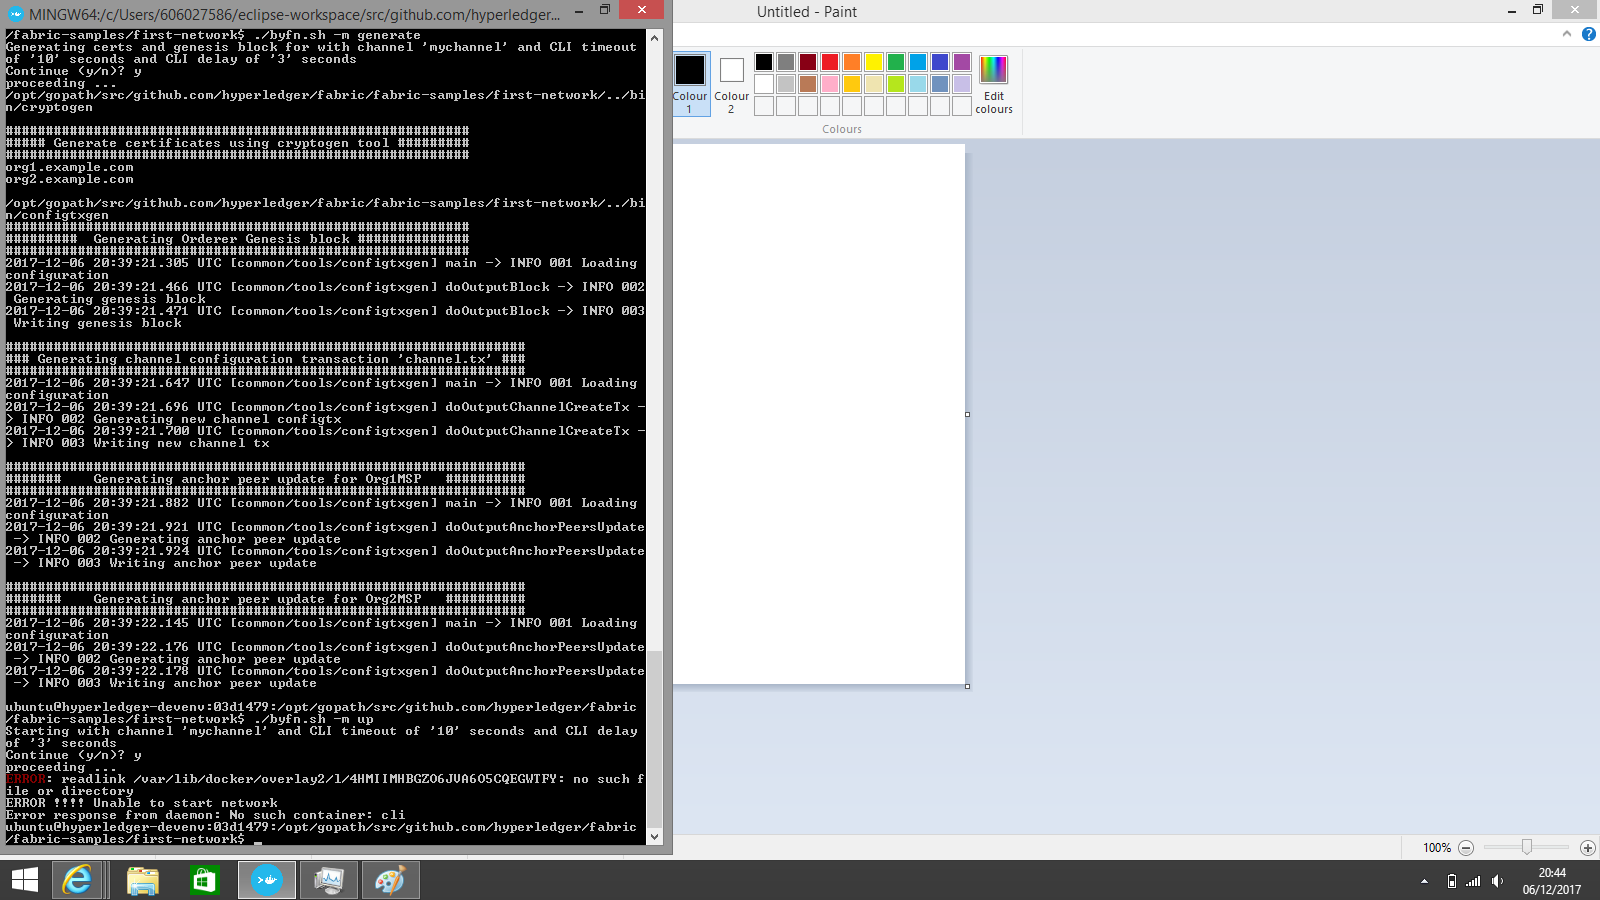 MINGW64:/c/Users/606027586/eclipse-workspace/src/github.com/hyperledger...
/fabric-samples/first-network$ ./byfn.sh -m generate
Generating certs and genesis block for with channel 'mychannel' and CLI timeout
of '10' seconds and CLI delay of '3' seconds
Continue (y/n)? y
proceeding ...
/opt/gopath/src/github.com/hyperledger/fabric/fabric-samples/first-network/../bi
n/cryptogen
##########################################################
##### Generate certificates using cryptogen tool #########
##########################################################
org1.example.com
org2.example.com
/opt/gopath/src/github.com/hyperledger/fabric/fabric-samples/first-network/../bi
n/configtxgen
##########################################################
#########  Generating Orderer Genesis block ##############
##########################################################
2017-12-06 20:39:21.305 UTC [common/tools/configtxgen] main -> INFO 001 Loading
configuration
2017-12-06 20:39:21.466 UTC [common/tools/configtxgen] doOutputBlock -> INFO 002
 Generating genesis block
2017-12-06 20:39:21.471 UTC [common/tools/configtxgen] doOutputBlock -> INFO 003
 Writing genesis block
#################################################################
### Generating channel configuration transaction 'channel.tx' ###
#################################################################
2017-12-06 20:39:21.647 UTC [common/tools/configtxgen] main -> INFO 001 Loading
configuration
2017-12-06 20:39:21.696 UTC [common/tools/configtxgen] doOutputChannelCreateTx -
> INFO 002 Generating new channel configtx
2017-12-06 20:39:21.700 UTC [common/tools/configtxgen] doOutputChannelCreateTx -
> INFO 003 Writing new channel tx
#################################################################
#######    Generating anchor peer update for Org1MSP   ##########
#################################################################
2017-12-06 20:39:21.882 UTC [common/tools/configtxgen] main -> INFO 001 Loading
configuration
2017-12-06 20:39:21.921 UTC [common/tools/configtxgen] doOutputAnchorPeersUpdate
 -> INFO 002 Generating anchor peer update
2017-12-06 20:39:21.924 UTC [common/tools/configtxgen] doOutputAnchorPeersUpdate
 -> INFO 003 Writing anchor peer update
#################################################################
#######    Generating anchor peer update for Org2MSP   ##########
#################################################################
2017-12-06 20:39:22.145 UTC [common/tools/configtxgen] main -> INFO 001 Loading
configuration
2017-12-06 20:39:22.176 UTC [common/tools/configtxgen] doOutputAnchorPeersUpdate
 -> INFO 002 Generating anchor peer update
2017-12-06 20:39:22.178 UTC [common/tools/configtxgen] doOutputAnchorPeersUpdate
 -> INFO 003 Writing anchor peer update
ubuntu@hyperledger-devenv:03d1479:/opt/gopath/src/github.com/hyperledger/fabric
/fabric-samples/first-network$ ./byfn.sh -m up
Starting with channel 'mychannel' and CLI timeout of '10' seconds and CLI delay
of '3' seconds
Continue (y/n)? y
proceeding ...
ERROR: readlink /var/lib/docker/overlay2/l/4HMIIMHBGZO6JVA6O5CQEGWTFY: no such f
ile or directory
ERROR !!!! Unable to start network
Error response from daemon: No such container: cli
ubuntu@hyperledger-devenv:03d1479:/opt/gopath/src/github.com/hyperledger/fabric
/fabric-samples/first-network$
Untitled - Paint
Colour
1
Colour
2
Edit
colours
Colours
100%
20:44
06/12/2017